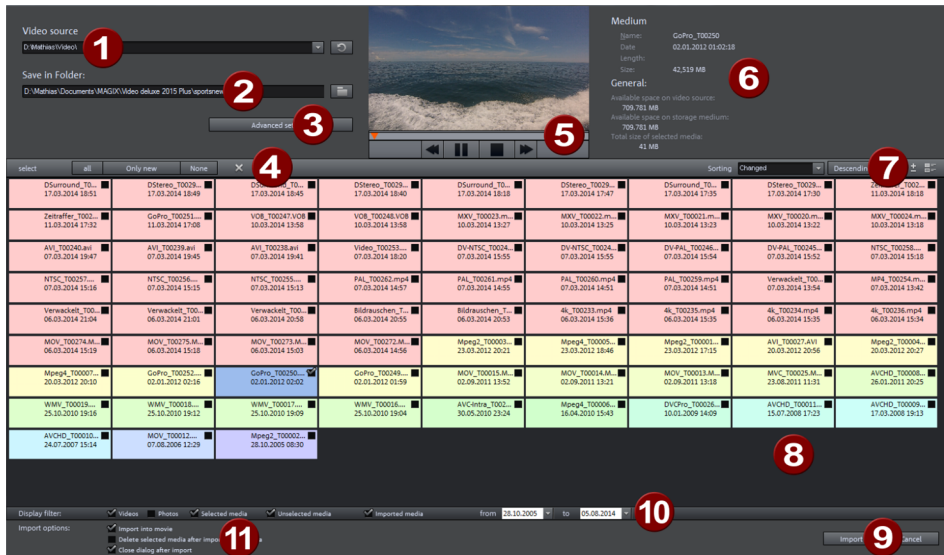 Video source
D:\Mathias\Video\
1
Save in Folder:
D:\Mathias\Documents\MAGIX\Video deluxe 2015 Plus\sportsnew
2
Advanced set
3
5
Medium
Name: GoPro_T00250
Date 02.01.2012 01:02:18
Length:
Size: 42,519 MB
6
General:
Available space on video source:
709.781 MB
Available space on storage medium:
709.781 MB
Total size of selected media:
41 MB
select all Only new None 4 Sorting Changed Descendin 7
DSurround_T0... DStereo_T0029... DSurround_T0... DStereo_T0029... DSurround_T0... DStereo_T0029... DSurround_T0... DStereo_T0029...
17.03.2014 18:51 17.03.2014 18:49 17.03.2014 18:45 17.03.2014 18:40 17.03.2014 18:18 17.03.2014 17:47 17.03.2014 17:35 17.03.2014 17:30 11.03.2014 18:18
Zeitraffer_T002... GoPro_T00251.... VOB_T00247.VOB VOB_T00248.VOB MXV_T00023.m... MXV_T00022.m... MXV_T00021.m... MXV_T00020.m... MXV_T00024.m...
11.03.2014 17:32 11.03.2014 17:08 10.03.2014 13:58 10.03.2014 13:58 10.03.2014 13:27 10.03.2014 13:25 10.03.2014 13:23 10.03.2014 13:22 10.03.2014 13:18
AVI_T00240.avi AVI_T00239.avi AVI_T00238.avi Video_T00253.... DV-NTSC_T0024... DV-NTSC_T0024... DV-PAL_T00246... DV-PAL_T00245... NTSC_T00258....
07.03.2014 19:47 07.03.2014 19:45 07.03.2014 19:41 07.03.2014 18:20 07.03.2014 15:55 07.03.2014 15:55 07.03.2014 15:54 07.03.2014 15:52 07.03.2014 15:18
NTSC_T00257.... NTSC_T00256.... NTSC_T00255.... PAL_T00262.mp4 PAL_T00261.mp4 PAL_T00260.mp4 PAL_T00259.mp4 Verwackelt_T00... MP4_T00254.m...
07.03.2014 15:16 07.03.2014 15:15 07.03.2014 15:13 07.03.2014 14:57 07.03.2014 14:55 07.03.2014 14:51 07.03.2014 14:51 07.03.2014 13:54 07.03.2014 13:42
Verwackelt_T00... Verwackelt_T00... Verwackelt_T00... Bildrauschen_T... Bildrauschen_T... 4k_T00233.mp4 4k_T00235.mp4 4k_T00234.mp4 4k_T00236.mp4
06.03.2014 21:04 06.03.2014 21:01 06.03.2014 20:58 06.03.2014 20:55 06.03.2014 20:53 06.03.2014 15:36 06.03.2014 15:35 06.03.2014 15:35 06.03.2014 15:34
MOV_T00274.M... MOV_T00275.M... MOV_T00273.M... MOV_T00272.M... Mpeg2_T00003... Mpeg4_T00005... Mpeg2_T00001... AVI_T00027.AVI Mpeg2_T00004...
06.03.2014 15:19 06.03.2014 15:18 06.03.2014 15:03 06.03.2014 14:56 23.03.2012 20:21 23.03.2012 18:46 23.03.2012 17:15 20.03.2012 20:56 20.03.2012 20:27
Mpeg4_T00007... GoPro_T00252.... GoPro_T00250.... GoPro_T00249.... MOV_T00015.M... MOV_T00014.M... MOV_T00013.M... MVC_T00025.M... AVCHD_T00008...
20.03.2012 20:10 02.01.2012 02:16 02.01.2012 02:02 02.01.2012 01:59 02.09.2011 13:52 02.09.2011 13:21 02.09.2011 13:18 23.08.2011 11:31 26.01.2011 20:25
WMV_T00019.... WMV_T00018.... WMV_T00017.... WMV_T00016.... AVC-Intra_T002... Mpeg4_T00006... DVCPro_T00026... AVCHD_T00011... AVCHD_T00009...
25.10.2010 19:16 25.10.2010 19:12 25.10.2010 19:09 25.10.2010 19:04 30.05.2010 23:24 16.04.2010 15:43 10.01.2009 14:09 15.07.2008 17:23 17.03.2008 19:13
AVCHD_T00010... MOV_T00012.... Mpeg2_T00002...
24.07.2007 15:14 07.08.2006 12:29 28.10.2005 08:30
8
Display filter: Videos Photos Selected media Unselected media Imported media from 28.10.2005 to 05.08.2014 10
Import options: Import into movie
Delete selected media after impo
Close dialog after import
11
Import 9 Cancel